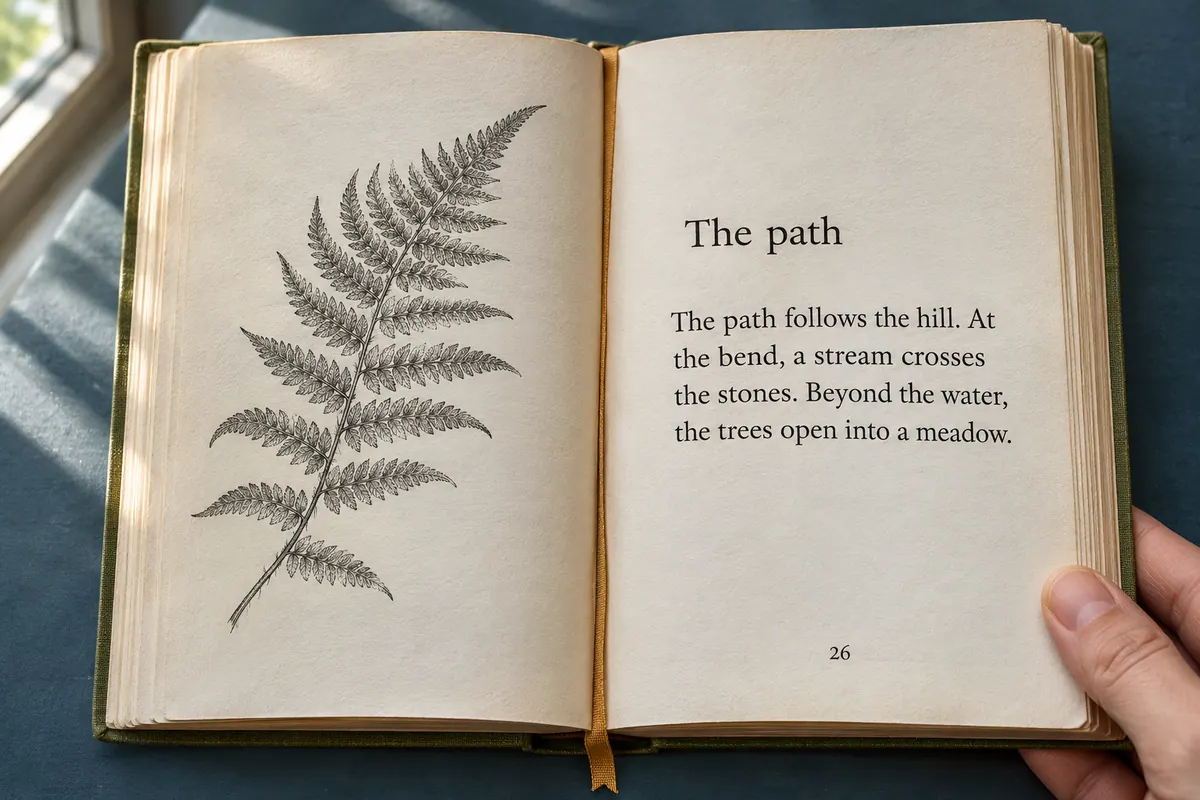 The path
The path follows the hill. At
the bend, a stream crosses
the stones. Beyond the water,
the trees open into a meadow.
26